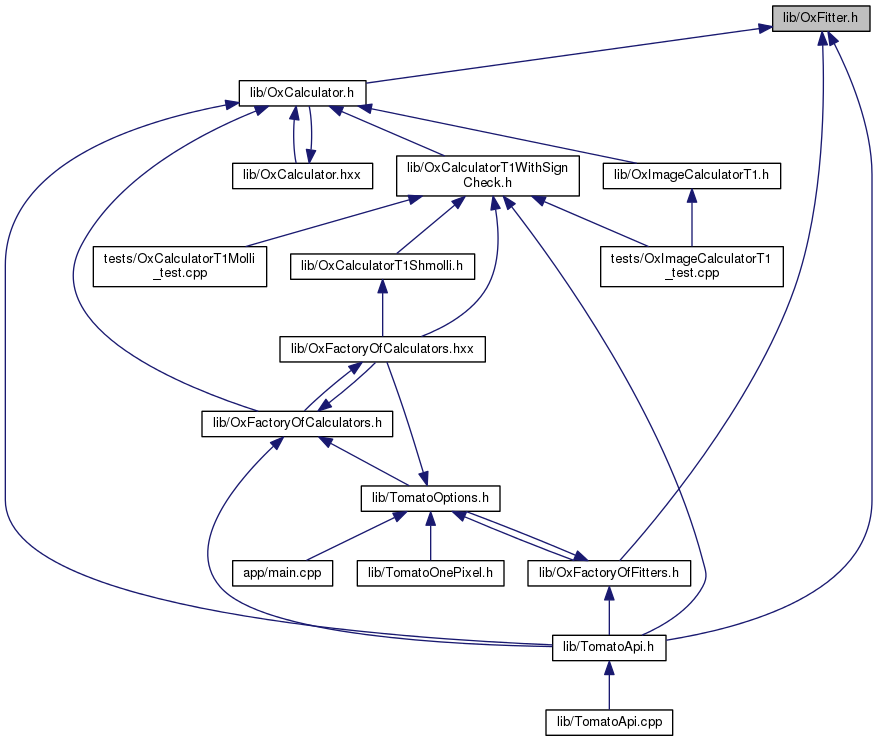 lib/OxFitter.h
lib/OxCalculator.h
lib/OxCalculator.hxx
lib/OxCalculatorT1WithSign
Check.h
lib/OxImageCalculatorT1.h
tests/OxCalculatorT1Molli
_test.cpp
lib/OxCalculatorT1Shmolli.h
tests/OxImageCalculatorT1
_test.cpp
lib/OxFactoryOfCalculators.hxx
lib/OxFactoryOfCalculators.h
lib/TomatoOptions.h
app/main.cpp
lib/TomatoOnePixel.h
lib/OxFactoryOfFitters.h
lib/TomatoApi.h
lib/TomatoApi.cpp